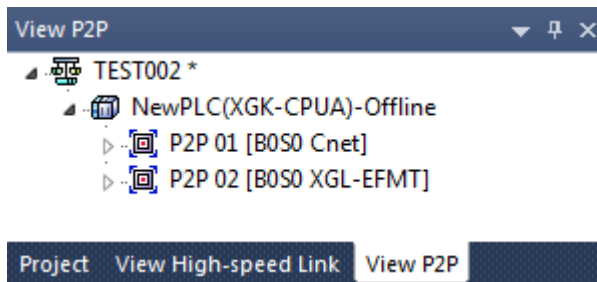 View P2P
TEST002 *
NewPLC(XGK-CPUA)-Offline
P2P 01 [B0S0 Cnet]
P2P 02 [B0S0 XGL-EFMT]
Project View High-speed Link View P2P